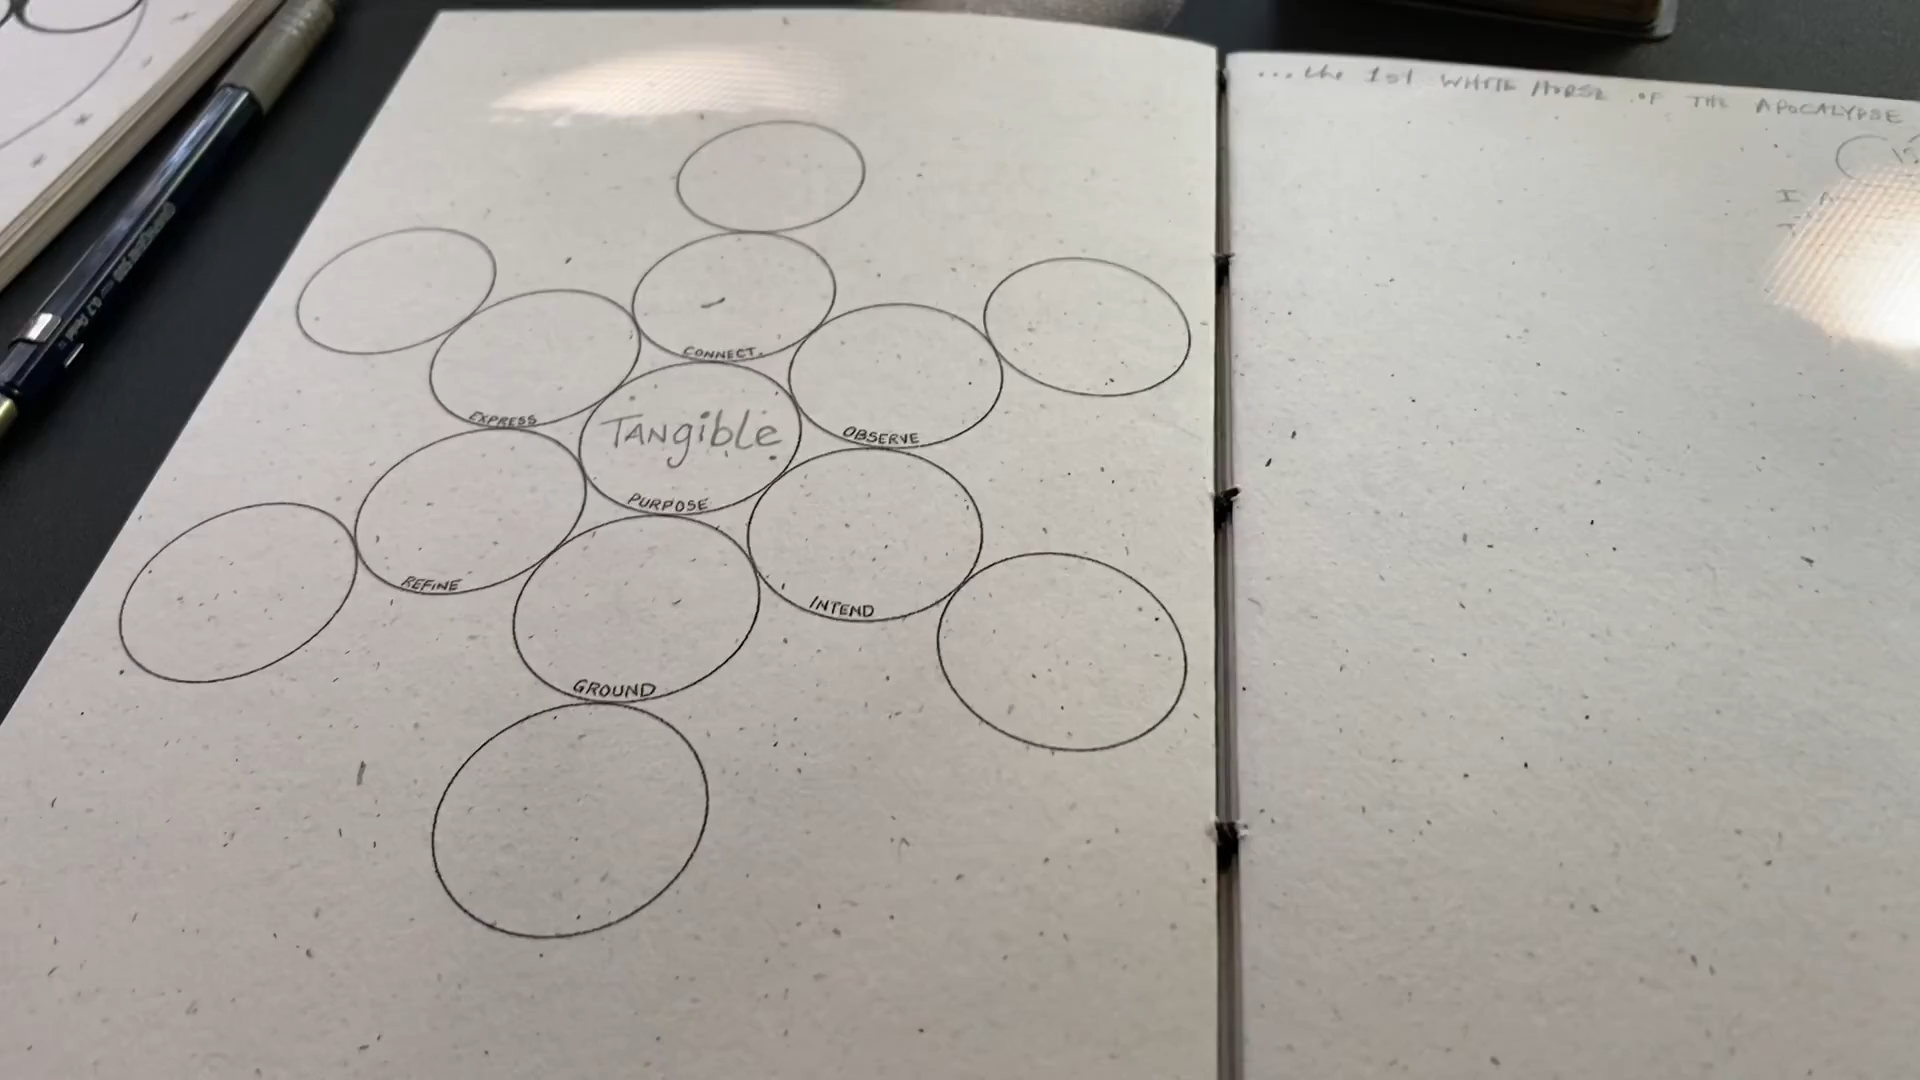 ...the 1st WHITE HORSE OF THE APOCALYPSE
I
CONNECT.
EXPRESS
TANgible
OBSERVE
PURPOSE
REFINE
INTEND
GROUND